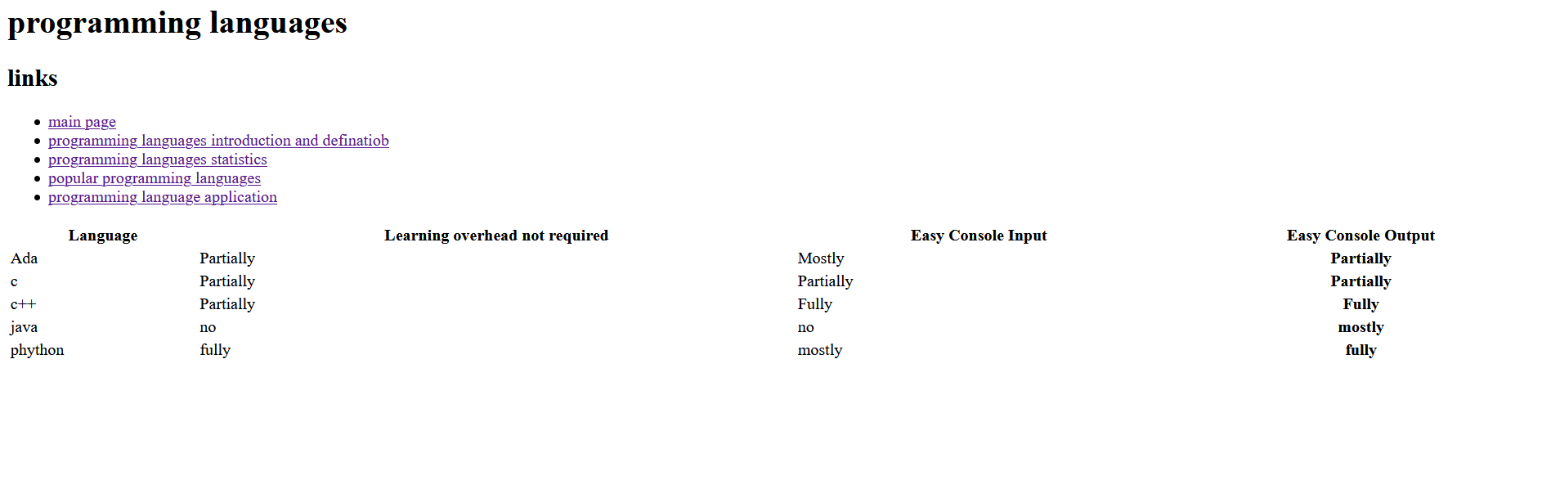 programming languages
links
main page
programming languages introduction and definatiob
programming languages statistics
popular programming languages
programming language application
Language Learning overhead not required Easy Console Input Easy Console Output
Ada Partially Mostly Partially
c Partially Partially Partially
c++ Partially Fully Fully
java no no mostly
phython fully mostly fully